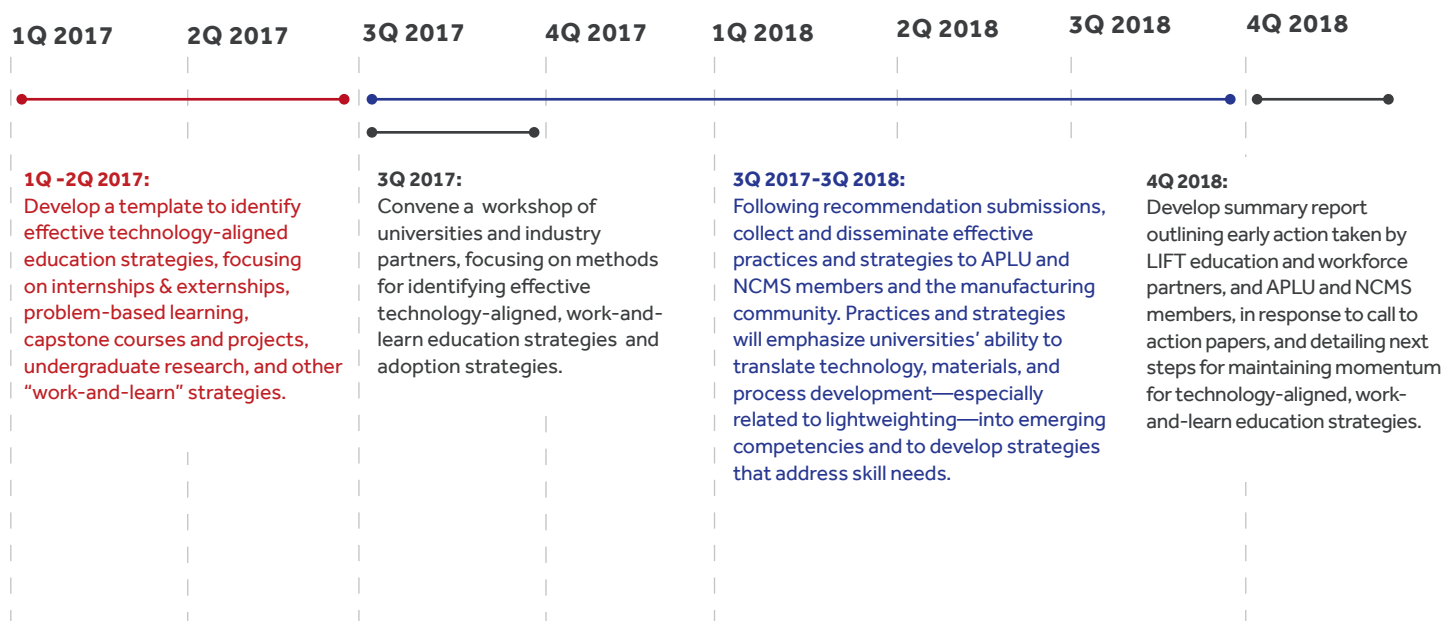 1Q 2017
2Q 2017
3Q 2017
4Q 2017
1Q 2018
2Q 2018
3Q 2018
4Q 2018
1Q -2Q 2017:
Develop a template to identify
effective technology-aligned
education strategies, focusing
on internships & externships,
problem-based learning,
capstone courses and projects,
undergraduate research, and other
“work-and-learn” strategies.
3Q 2017:
Convene a workshop of
universities and industry
partners, focusing on methods
for identifying effective
technology-aligned, work-and-
learn education strategies and
adoption strategies.
3Q 2017-3Q 2018:
Following recommendation submissions,
collect and disseminate effective
practices and strategies to APLU and
NCMS members and the manufacturing
community. Practices and strategies
will emphasize universities’ ability to
translate technology, materials, and
process development—especially
related to lightweighting—into emerging
competencies and to develop strategies
that address skill needs.
4Q 2018:
Develop summary report
outlining early action taken by
LIFT education and workforce
partners, and APLU and NCMS
members, in response to call to
action papers, and detailing next
steps for maintaining momentum
for technology-aligned, work-
and-learn education strategies.